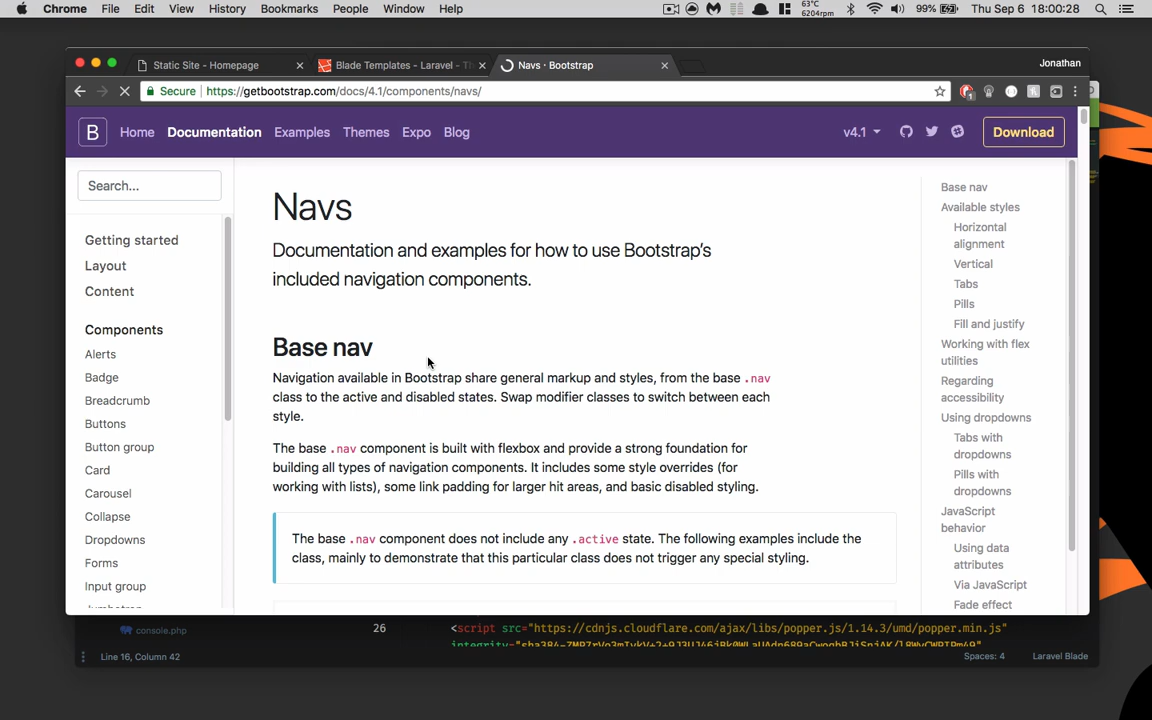 Chrome File Edit View History Bookmarks People Window Help 63°C 6204rpm 99% Thu Sep 6 18:00:28
Static Site - Homepage Blade Templates - Laravel - Th Navs · Bootstrap Jonathan
Secure https://getbootstrap.com/docs/4.1/components/navs/
B Home Documentation Examples Themes Expo Blog v4.1 Download
Search...
Getting started
Layout
Content
Components
Alerts
Badge
Breadcrumb
Buttons
Button group
Card
Carousel
Collapse
Dropdowns
Forms
Input group
Jumbotron
Navs
Documentation and examples for how to use Bootstrap's
included navigation components.
Base nav
Navigation available in Bootstrap share general markup and styles, from the base .nav
class to the active and disabled states. Swap modifier classes to switch between each
style.
The base .nav component is built with flexbox and provide a strong foundation for
building all types of navigation components. It includes some style overrides (for
working with lists), some link padding for larger hit areas, and basic disabled styling.
The base .nav component does not include any .active state. The following examples include the
class, mainly to demonstrate that this particular class does not trigger any special styling.
Base nav
Available styles
Horizontal
alignment
Vertical
Tabs
Pills
Fill and justify
Working with flex
utilities
Regarding
accessibility
Using dropdowns
Tabs with
dropdowns
Pills with
dropdowns
JavaScript
behavior
Using data
attributes
Via JavaScript
Fade effect
console.php
26 <script src="https://cdnjs.cloudflare.com/ajax/libs/popper.js/1.14.3/umd/popper.min.js"
Line 16, Column 42 Spaces: 4 Laravel Blade